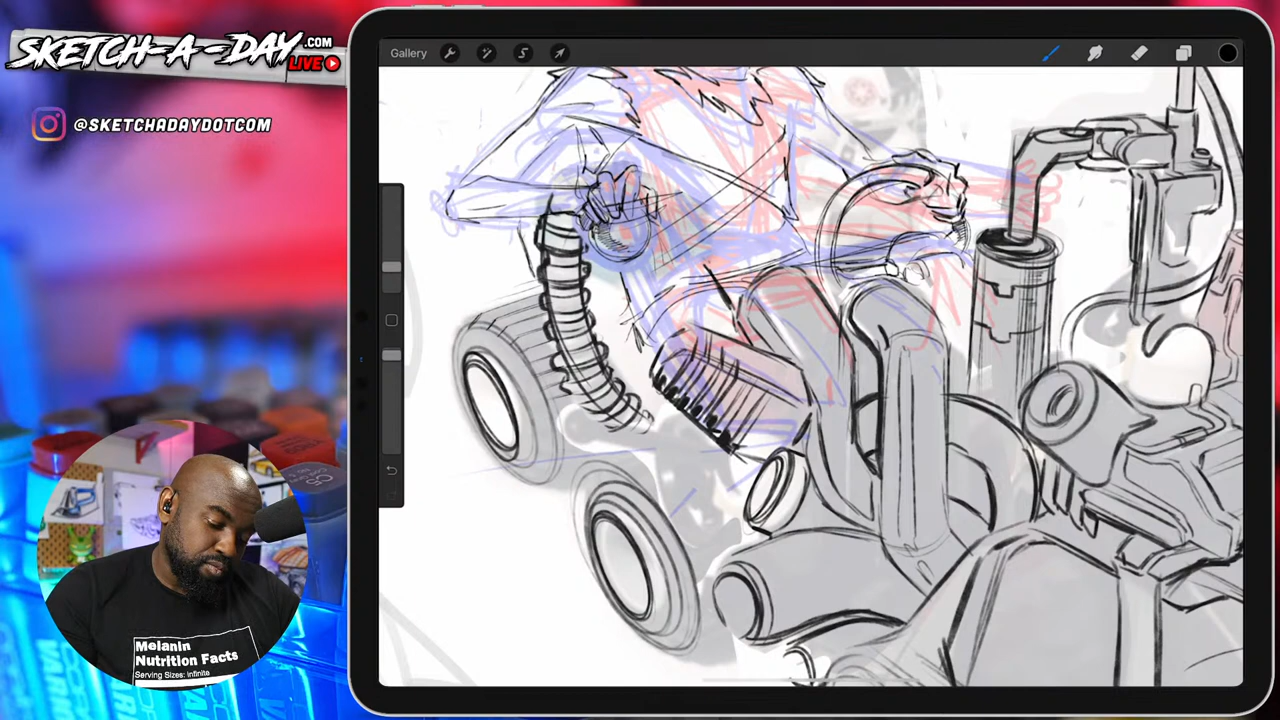 SKETCH-A-DAY.COM
LIVE
@SKETCHADAYDOTCOM
Gallery
Melanin
Nutrition Facts
Serving Sizes: Infinite